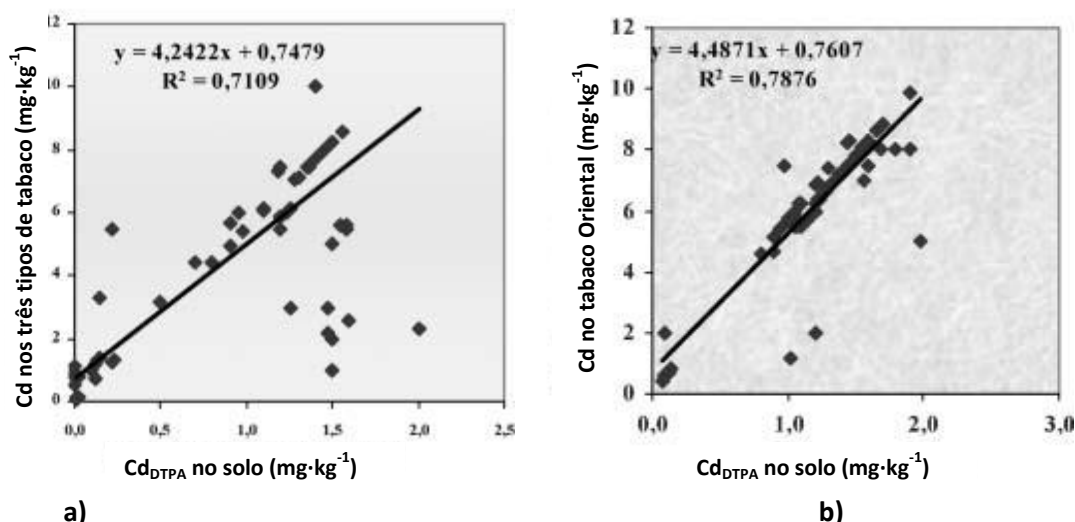 Cd nos três tipos de tabaco (mg·kg⁻¹)
12
10
8
6
4
2
0
y = 4,2422x + 0,7479
R² = 0,7109
0,0 0,5 1,0 1,5 2,0 2,5
Cd_DTPA no solo (mg·kg⁻¹)
a)
b)
Cd no tabaco Oriental (mg·kg⁻¹)
12
10
8
6
4
2
0
y = 4,4871x + 0,7607
R² = 0,7876
0,0 1,0 2,0 3,0
Cd_DTPA no solo (mg·kg⁻¹)
b)